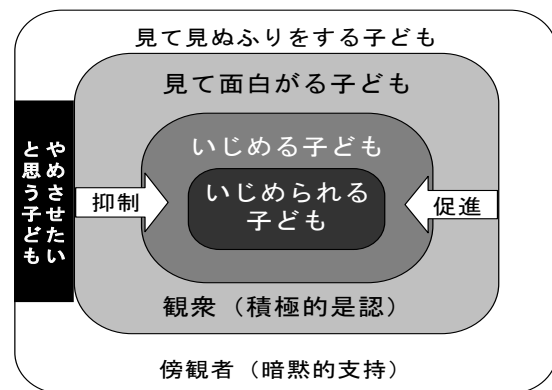 見て見ぬふりをする子ども
見て面白がる子ども
いじめる子ども
いじめられる
子ども
やめさせたい
と思う子ども
抑制
促進
観衆（積極的是認）
傍観者（暗黙的支持）